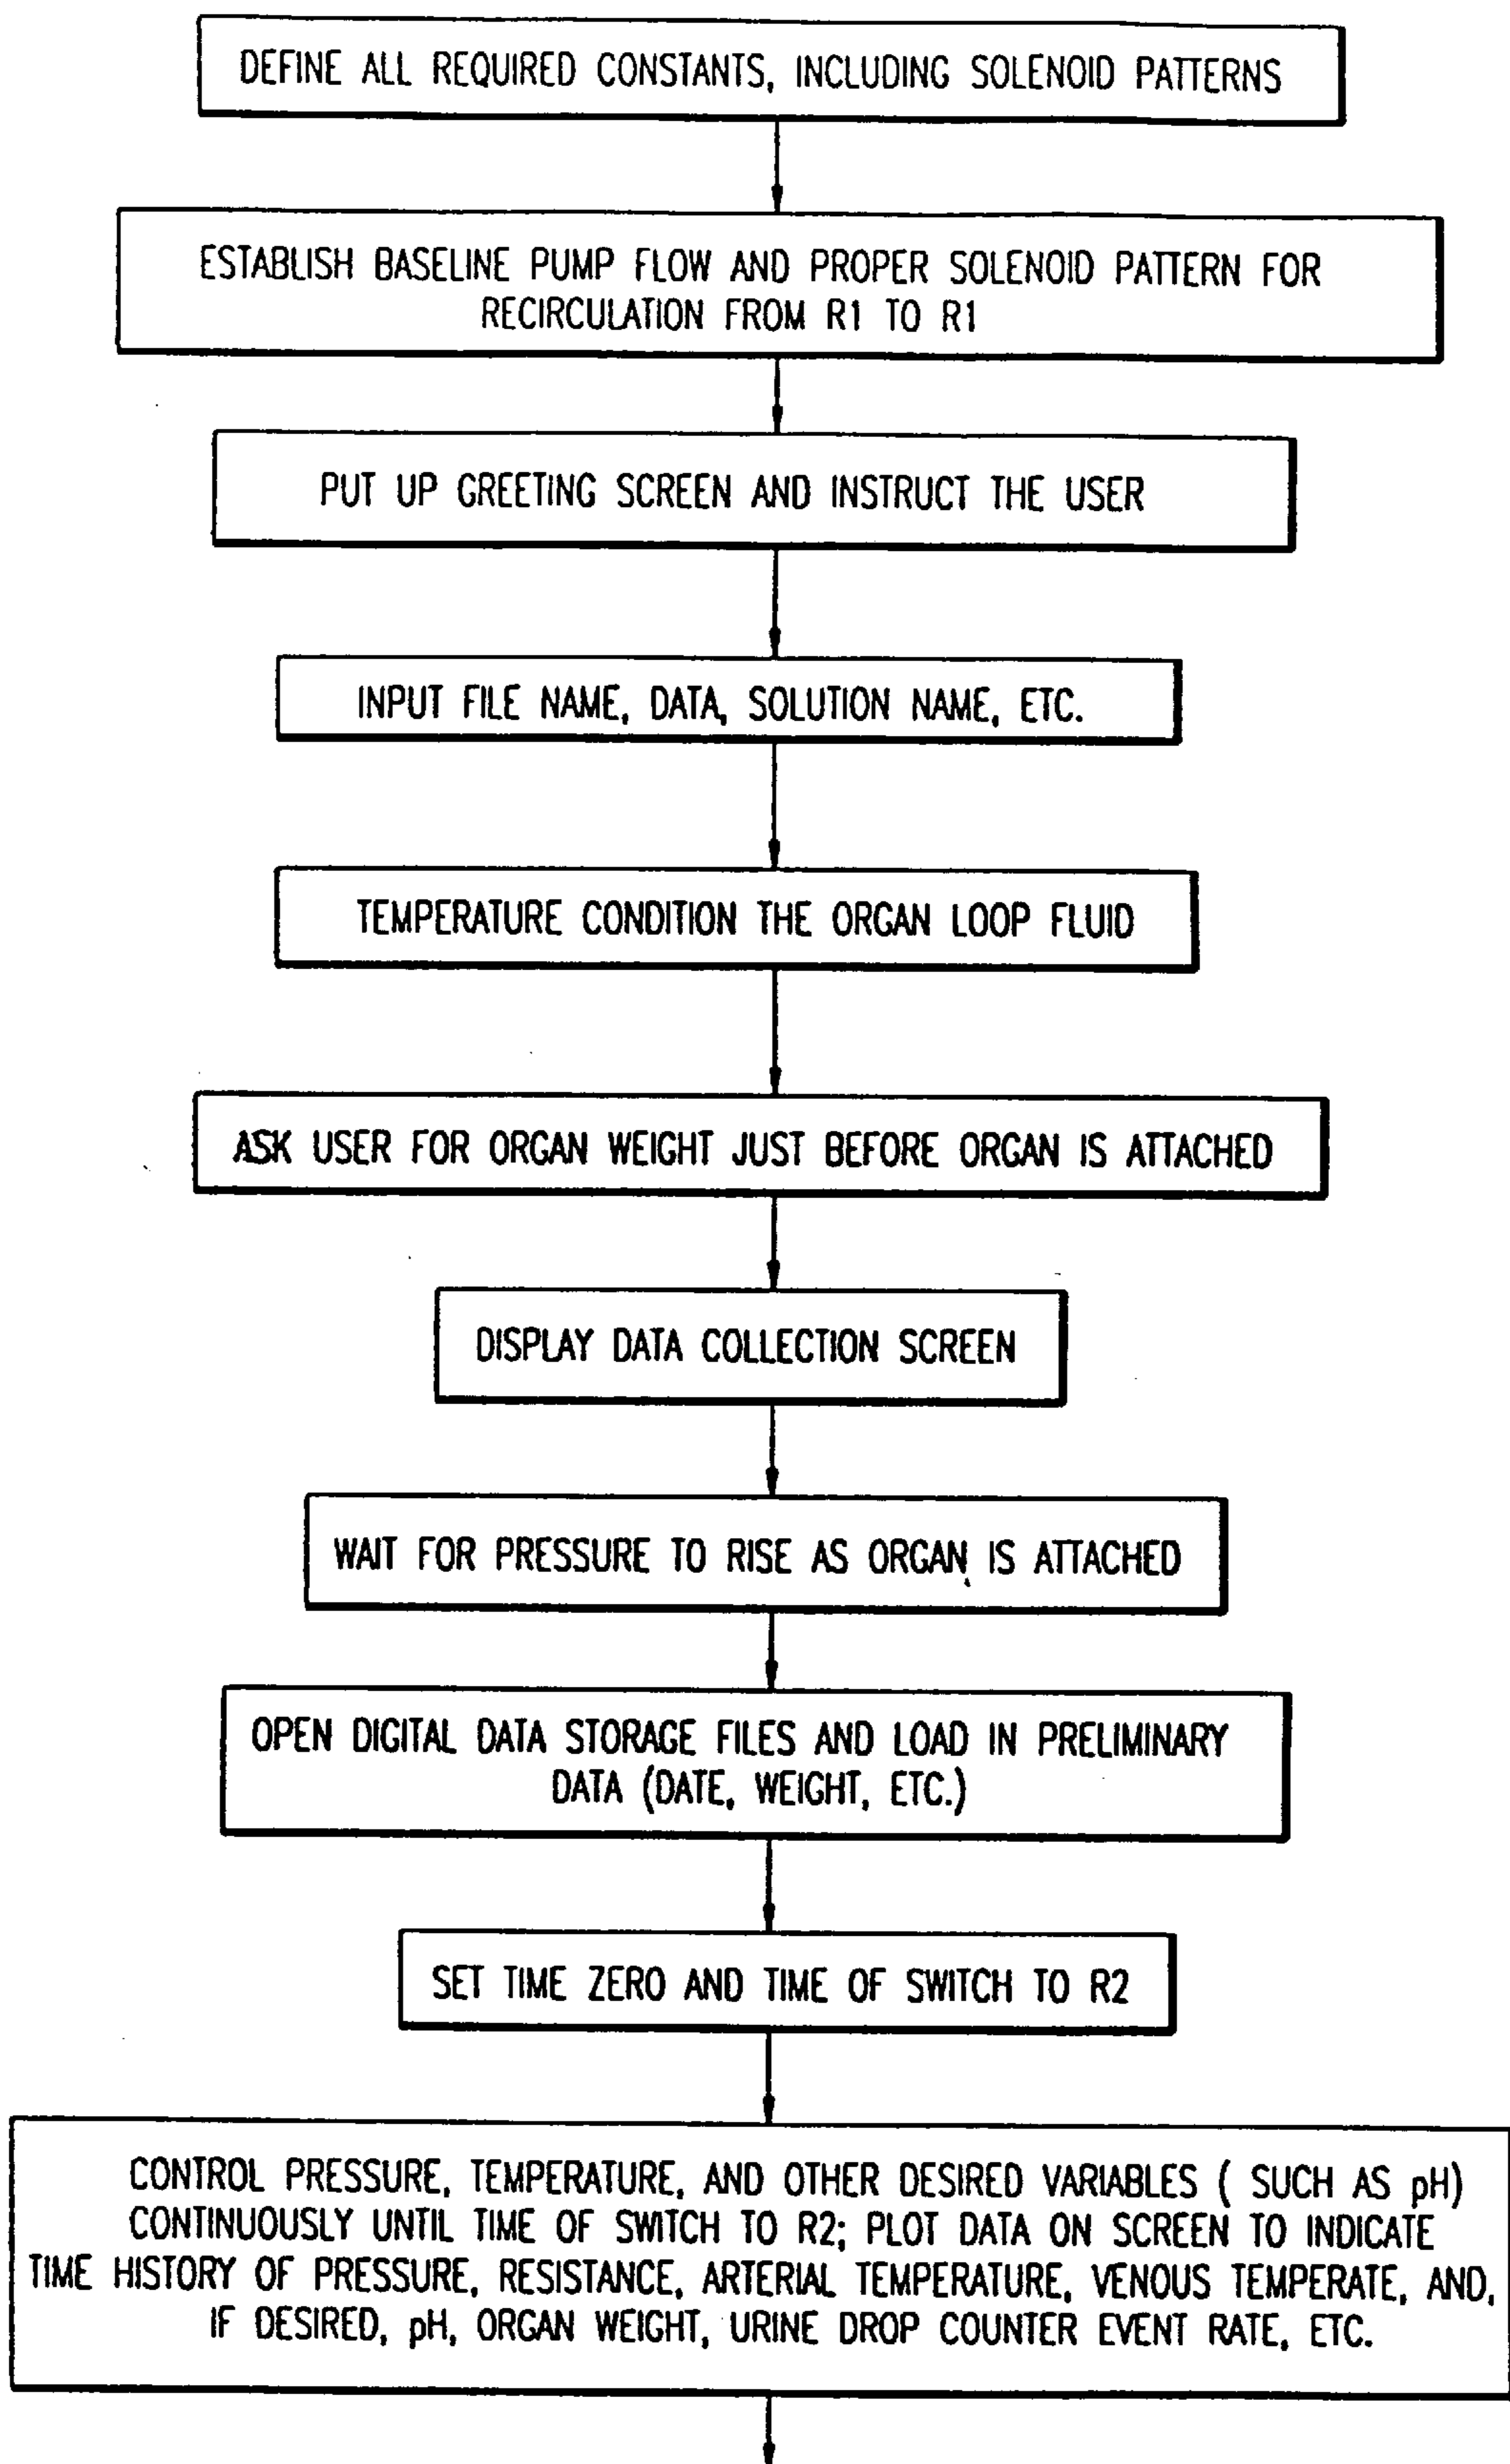 DEFINE ALL REQUIRED CONSTANTS, INCLUDING SOLENOID PATTERNS
ESTABLISH BASELINE PUMP FLOW AND PROPER SOLENOID PATTERN FOR
RECIRCULATION FROM R1 TO R1
PUT UP GREETING SCREEN AND INSTRUCT THE USER
INPUT FILE NAME, DATA, SOLUTION NAME, ETC.
TEMPERATURE CONDITION THE ORGAN LOOP FLUID
ASK USER FOR ORGAN WEIGHT JUST BEFORE ORGAN IS ATTACHED
DISPLAY DATA COLLECTION SCREEN
WAIT FOR PRESSURE TO RISE AS ORGAN IS ATTACHED
OPEN DIGITAL DATA STORAGE FILES AND LOAD IN PRELIMINARY
DATA (DATE, WEIGHT, ETC.)
SET TIME ZERO AND TIME OF SWITCH TO R2
CONTROL PRESSURE, TEMPERATURE, AND OTHER DESIRED VARIABLES ( SUCH AS pH)
CONTINUOUSLY UNTIL TIME OF SWITCH TO R2; PLOT DATA ON SCREEN TO INDICATE
TIME HISTORY OF PRESSURE, RESISTANCE, ARTERIAL TEMPERATURE, VENOUS TEMPERATE, AND,
IF DESIRED, pH, ORGAN WEIGHT, URINE DROP COUNTER EVENT RATE, ETC.